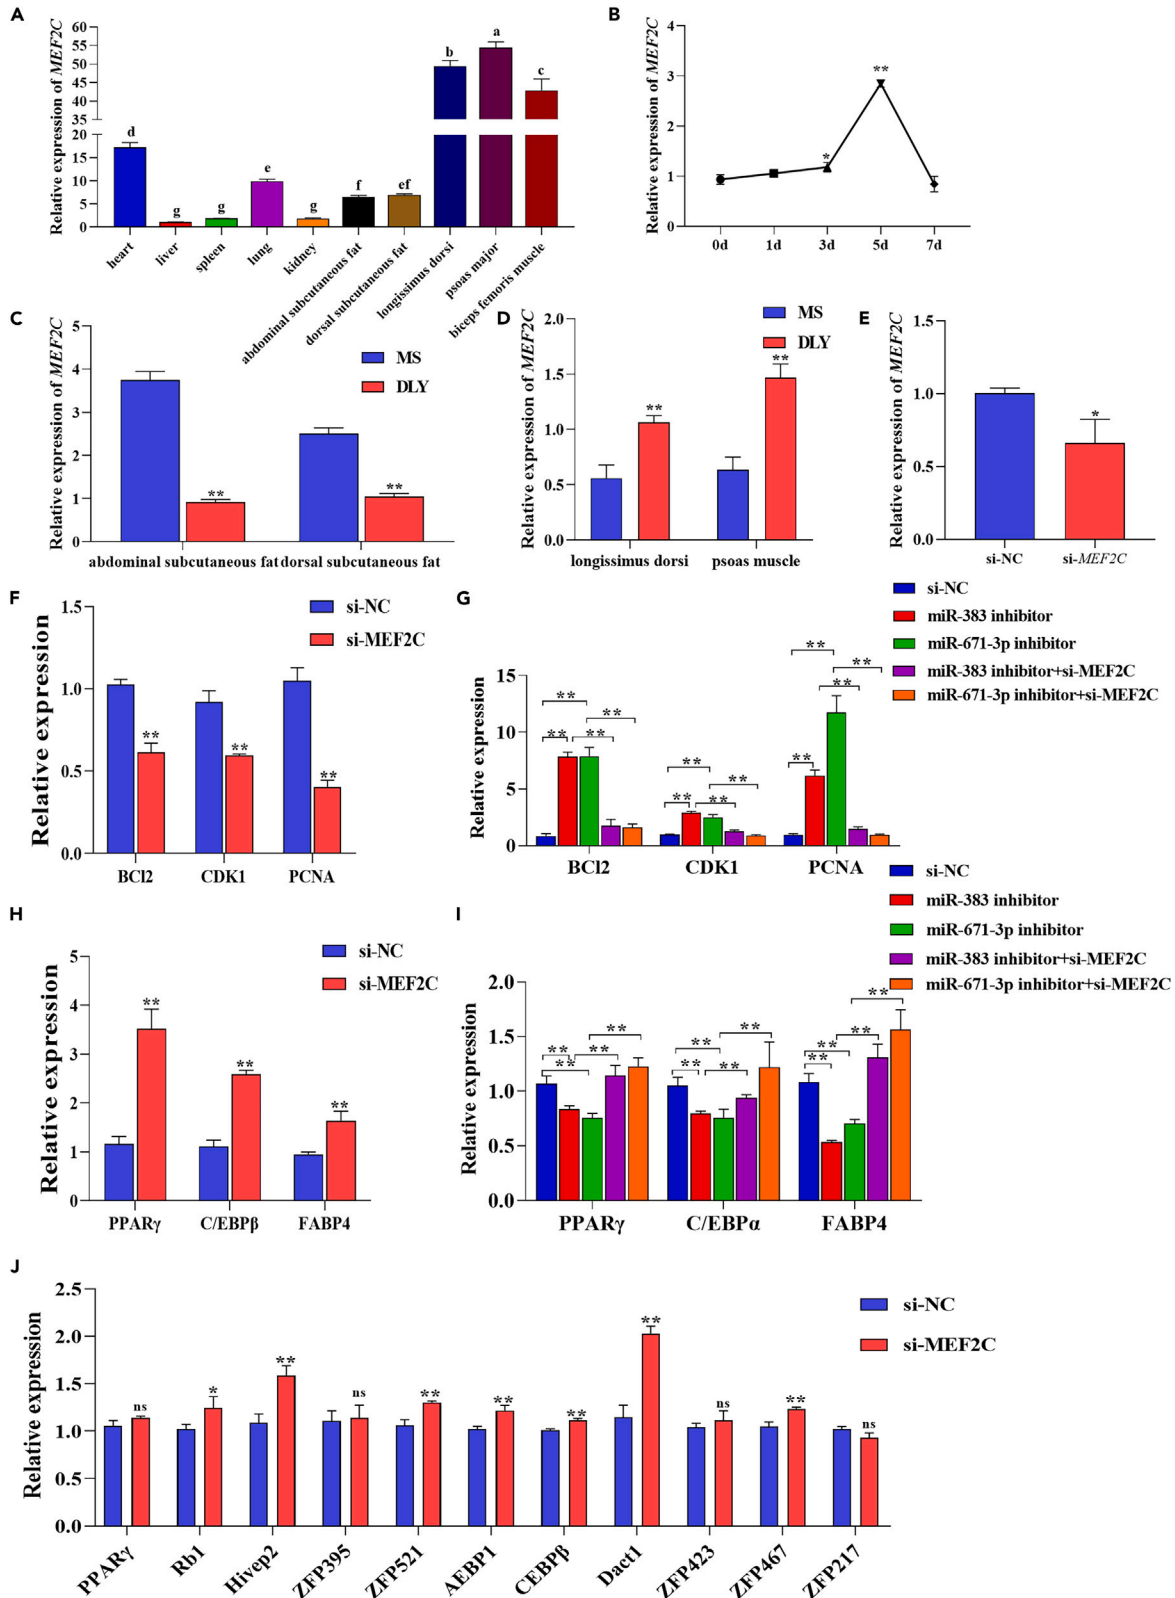 A
Relative expression of MEF2C
60
55
50
45
40
35
20
15
10
5
0
d
g
g
e
g
f
ef
b
a
c
heart
liver
spleen
lung
kidney
abdominal subcutaneous fat
dorsal subcutaneous fat
longissimus dorsi
psoas major
biceps femoris muscle
B
Relative expression of MEF2C
4
3
2
1
0
*
**
0d 1d 3d 5d 7d
C
Relative expression of MEF2C
5
4
3
2
1
0
MS
DLY
**
**
abdominal subcutaneous fat dorsal subcutaneous fat
D
Relative expression of MEF2C
2.0
1.5
1.0
0.5
0.0
MS
DLY
**
**
longissimus dorsi psoas muscle
E
Relative expression of MEF2C
1.5
1.0
0.5
0.0
*
si-NC si-MEF2C
F
Relative expression
1.5
1.0
0.5
0.0
si-NC
si-MEF2C
**
**
**
BCl2 CDK1 PCNA
G
Relative expression
15
10
5
0
si-NC
miR-383 inhibitor
miR-671-3p inhibitor
miR-383 inhibitor+si-MEF2C
miR-671-3p inhibitor+si-MEF2C
**
**
**
**
**
**
**
**
**
**
**
**
BCl2 CDK1 PCNA
H
Relative expression
5
4
3
2
1
0
si-NC
si-MEF2C
**
**
**
PPARγ C/EBPβ FABP4
I
Relative expression
2.0
1.5
1.0
0.5
0.0
si-NC
miR-383 inhibitor
miR-671-3p inhibitor
miR-383 inhibitor+si-MEF2C
miR-671-3p inhibitor+si-MEF2C
**
**
**
**
**
**
**
**
**
**
**
**
PPARγ C/EBPα FABP4
J
Relative expression
2.5
2.0
1.5
1.0
0.5
0.0
si-NC
si-MEF2C
ns
*
**
ns
**
**
**
**
ns
**
ns
PPARγ
Rb1
Hivep2
ZFP395
ZFP521
AEBP1
CEBPβ
Dact1
ZFP423
ZFP467
ZFP217